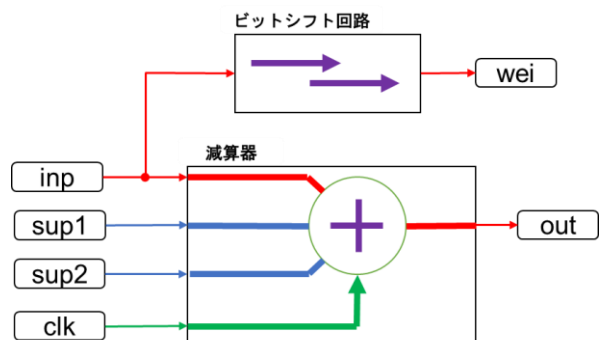 ビットシフト回路
wei
減算器
inp
sup1
out
sup2
clk